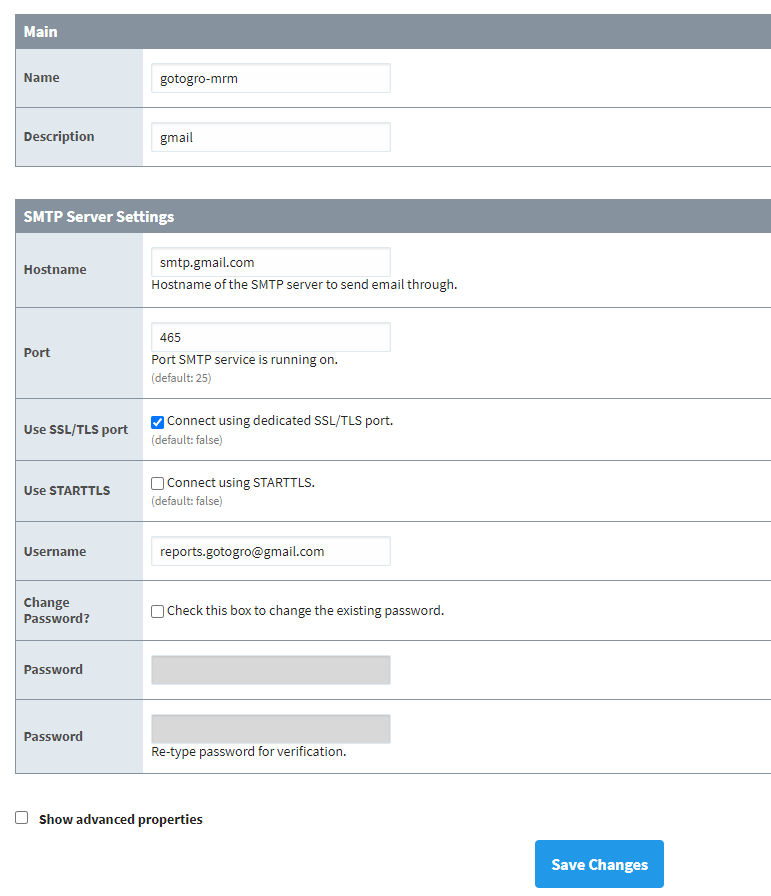 Main
Name
gotogro-mrm
Description
gmail
SMTP Server Settings
Hostname
smtp.gmail.com
Hostname of the SMTP server to send email through.
Port
465
Port SMTP service is running on.
(default: 25)
Use SSL/TLS port
Connect using dedicated SSL/TLS port.
(default: false)
Use STARTTLS
Connect using STARTTLS.
(default: false)
Username
reports.gotogro@gmail.com
Change
Password?
Check this box to change the existing password.
Password
Password
Re-type password for verification.
Show advanced properties
Save Changes